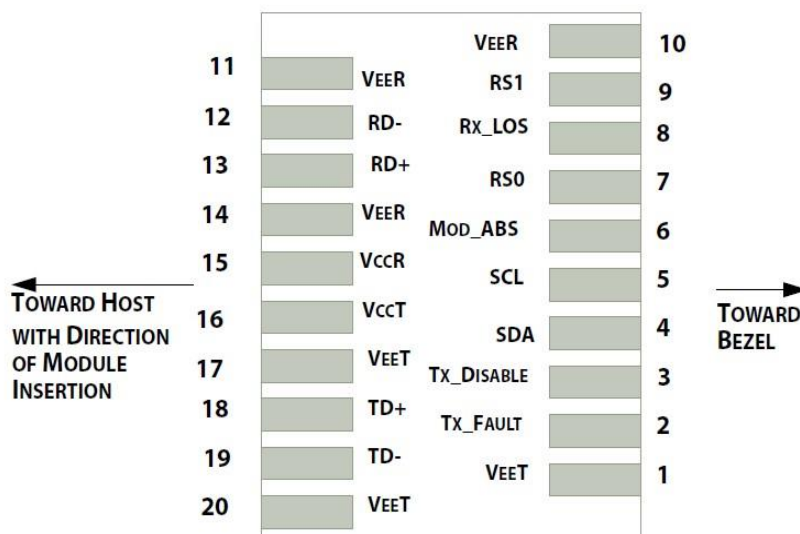 VEER 10
11 VEER
RS1 9
12 RD-
RX_LOS 8
13 RD+
RS0 7
14 VEER
MOD_ABS 6
15 VCCR
SCL 5
16 VCCT
SDA 4
17 VEET
TX_DISABLE 3
18 TD+
TX_FAULT 2
19 TD-
VEET 1
20 VEET
TOWARD HOST
WITH DIRECTION
OF MODULE
INSERTION
TOWARD
BEZEL